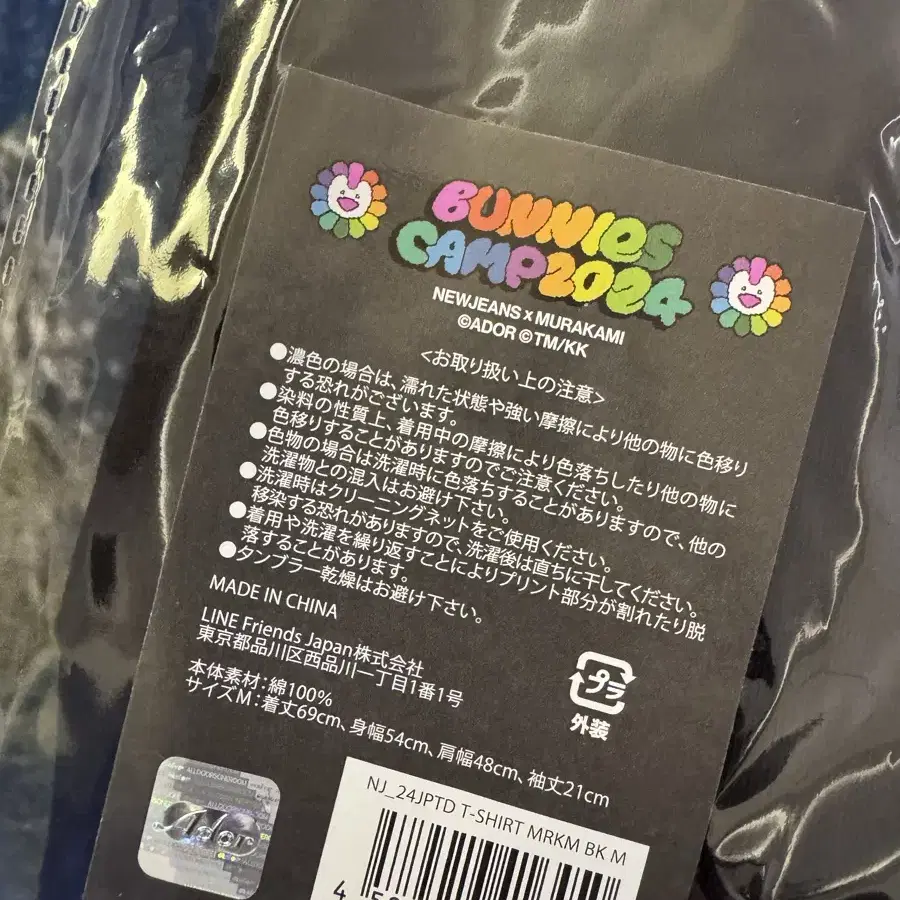 BUNNIES
CAMP2024
NEWJEANS x MURAKAMI
©ADOR ©TM/KK
<お取り扱い上の注意>
●濃色の場合は、濡れた状態や強い摩擦により他の物に色移り
する恐れがございます。
●染料の性質上、着用中の摩擦により色落ちしたり他の物に
色移りすることがありますのでご注意ください。
●色物の場合は洗濯時に色落ちすることがありますので、他の
洗濯物との混入はお避け下さい。
●洗濯時はクリーニングネットをご使用ください。
移染する恐れがありますので、洗濯後は直ちに干してください。
●着用や洗濯を繰り返すことによりプリント部分が割れたり脱
落することがあります。
●タンブラー乾燥はお避け下さい。
MADE IN CHINA
LINE Friends Japan株式会社
東京都品川区西品川一丁目1番1号
プラ
外装
本体素材：綿100%
サイズM：着丈69cm、身幅54cm、肩幅48cm、袖丈21cm
Ador
NJ_24JPTD T-SHIRT MRKM BK M